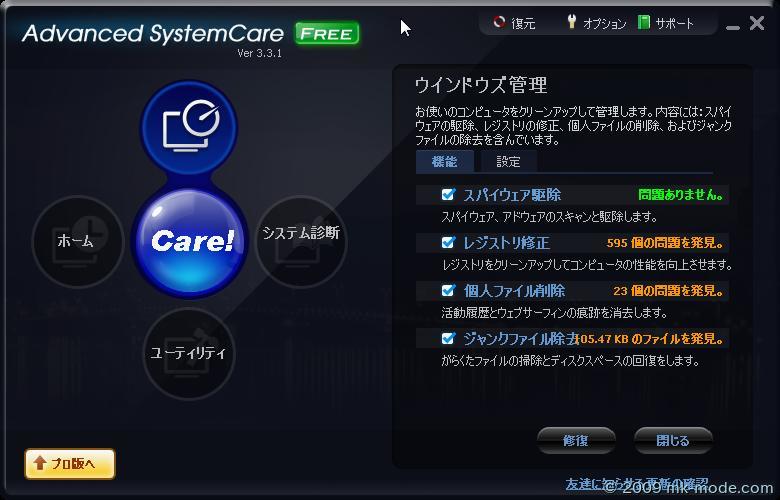 Advanced SystemCare FREE
Ver 3.3.1
復元 オプション サポート
ホーム
Care!
システム診断
ユーティリティ
プロ版へ
ウインドウズ管理
お使いのコンピュータをクリーンアップして管理します。内容には：スパイ
ウェアの駆除、レジストリの修正、個人ファイルの削除、およびジャンク
ファイルの除去を含んでいます。
機能 設定
スパイウェア駆除 問題ありません。
スパイウェア、アドウェアのスキャンと駆除します。
レジストリ修正 595 個の問題を発見。
レジストリをクリーンアップしてコンピュータの性能を向上させます。
個人ファイル削除 23 個の問題を発見。
活動履歴とウェブサーフィンの痕跡を消去します。
ジャンクファイル除去 105.47 KB のファイルを発見。
がらくたファイルの掃除とディスクスペースの回復をします。
修復 閉じる
友達に知らせる 更新の確認
© 2009 mk-mode.com